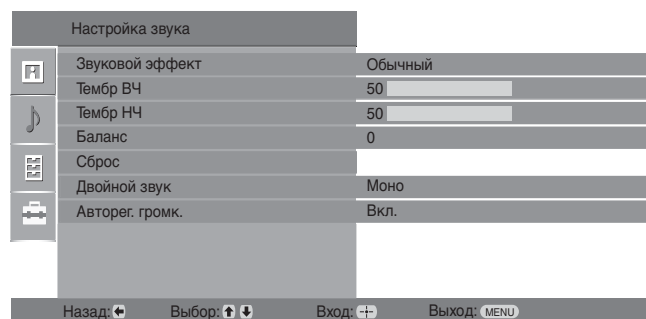 Настройка звука
Звуковой эффект Обычный
Тембр ВЧ 50
Тембр НЧ 50
Баланс 0
Сброс
Двойной звук Моно
Авторег. громк. Вкл.
Назад: Выбор: Вход: Выход: MENU